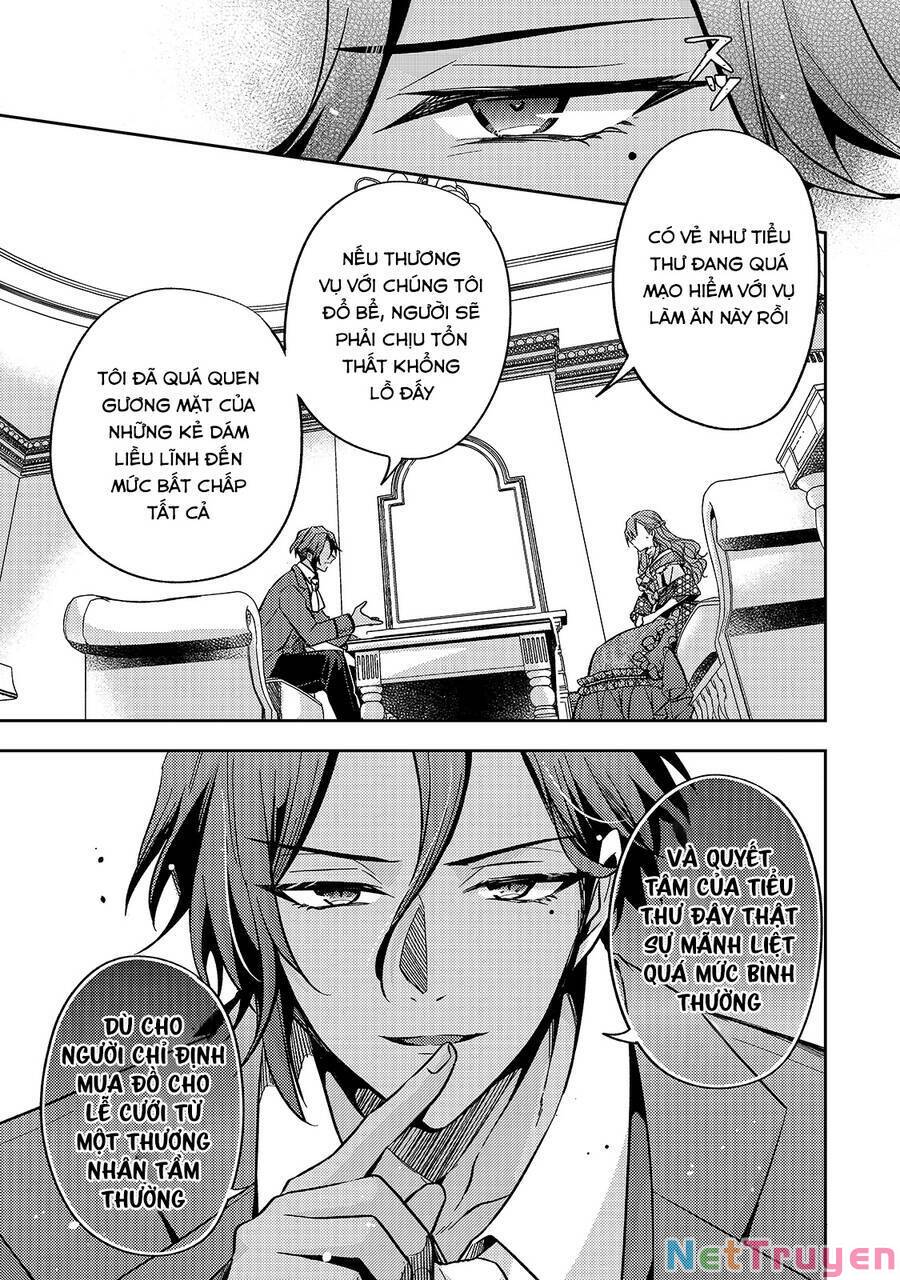 スッ
CÓ VẺ NHƯ TIỂU
THƯ ĐANG QUÁ
MẠO HIỂM VỚI VỤ
LÀM ĂN NÀY RỒI
NẾU THƯƠNG
VỤ VỚI CHÚNG TÔI
ĐỔ BỂ, NGƯỜI SẼ
PHẢI CHỊU TỔN
THẤT KHỔNG
LỒ ĐẤY
TÔI ĐÃ QUÁ QUEN
GƯƠNG MẶT CỦA
NHỮNG KẺ DÁM
LIỀU LĨNH ĐẾN
MỨC BẤT CHẤP
TẤT CẢ
VÀ QUYẾT
TÂM CỦA TIỂU
THƯ ĐÂY THẬT
SỰ MÃNH LIỆT
QUÁ MỨC BÌNH
THƯỜNG
DÙ CHO
NGƯỜI CHỈ ĐỊNH
MUA ĐỒ CHO
LỄ CƯỚI TỪ
MỘT THƯƠNG
NHÂN TẦM
THƯỜNG
NETTRUYEN